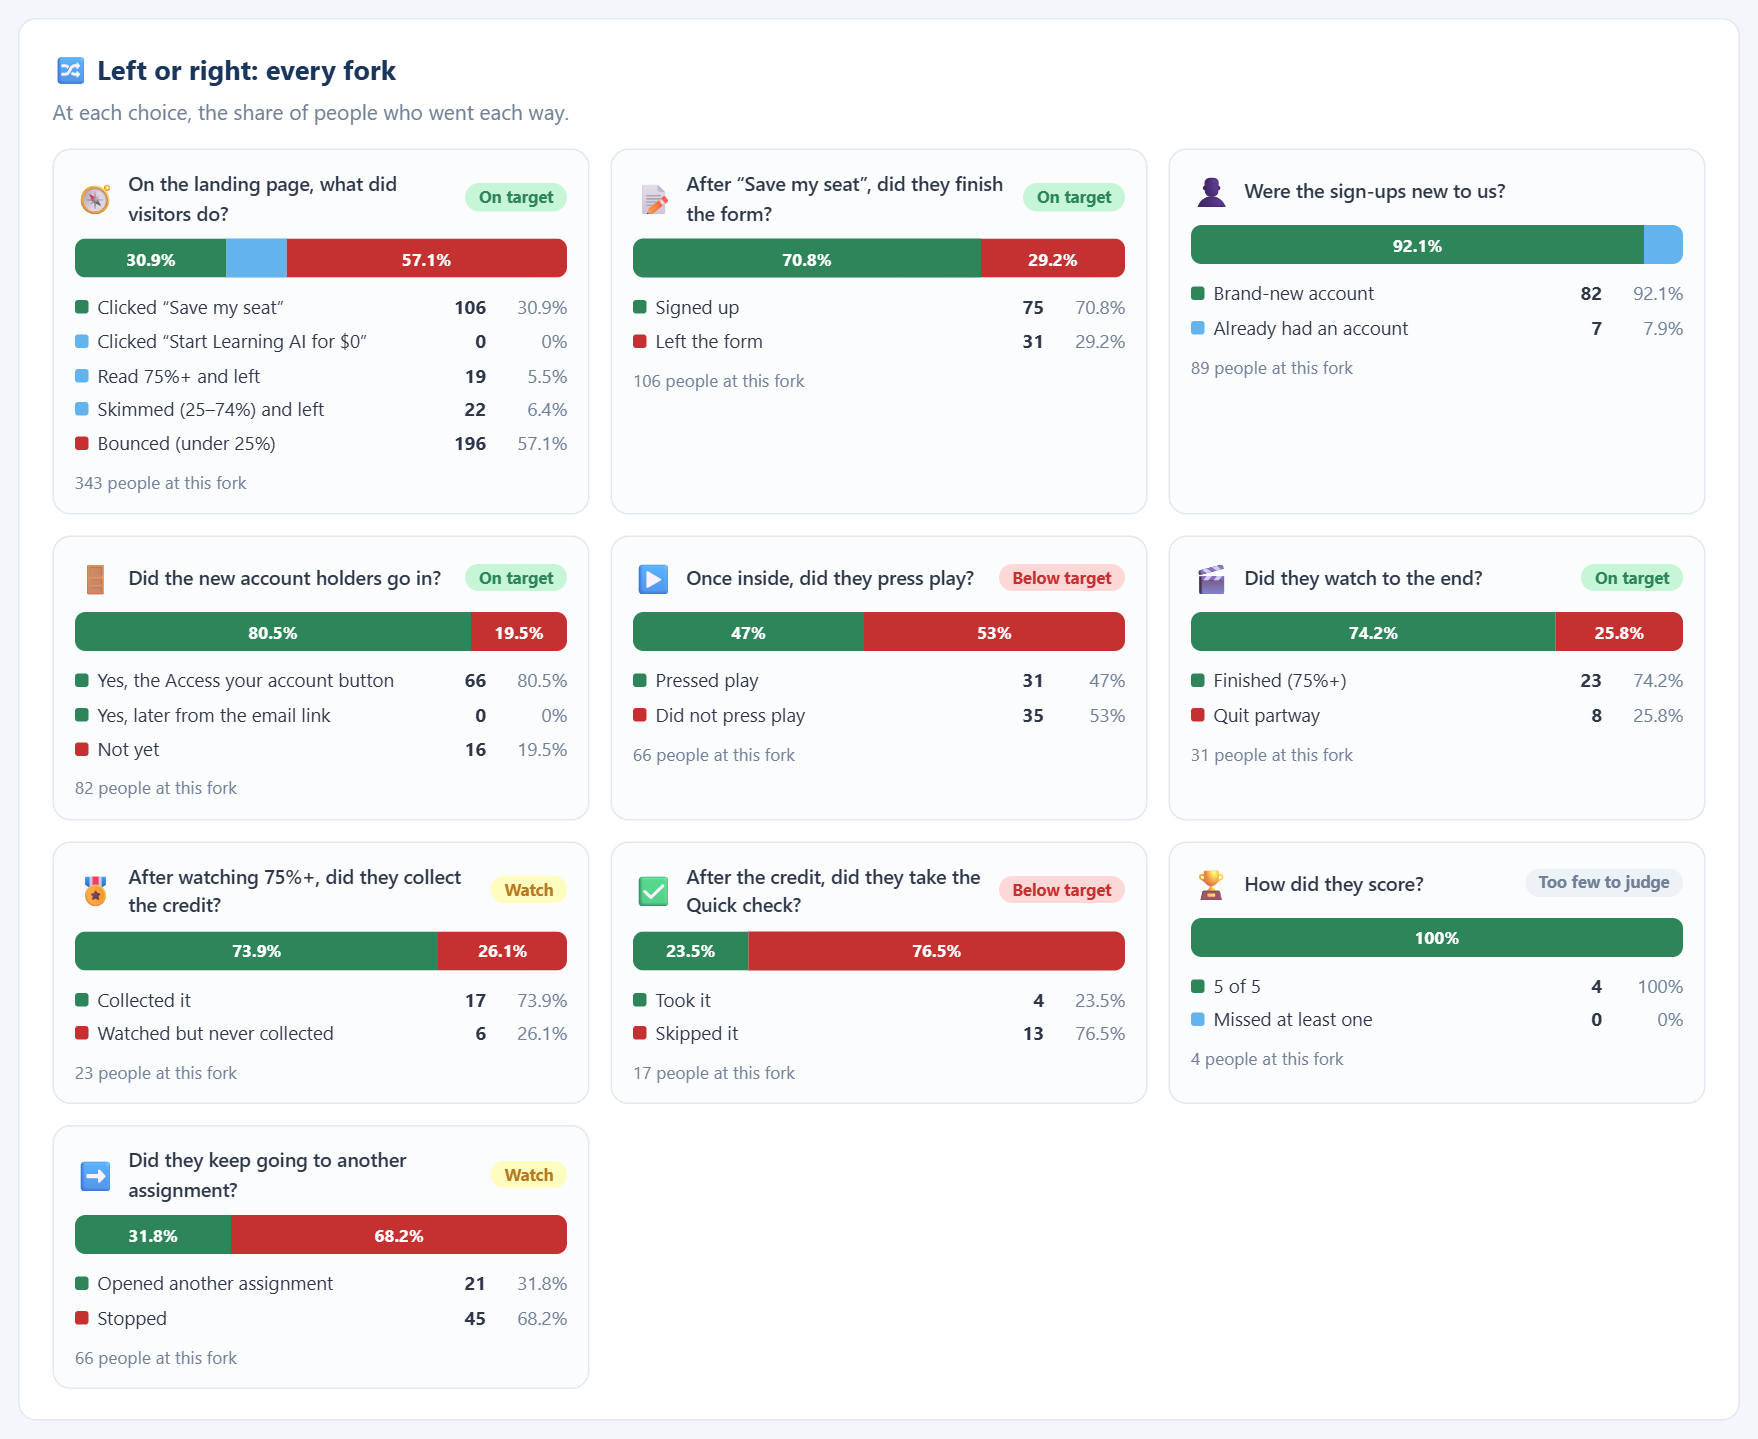 Left or right: every fork
At each choice, the share of people who went each way.
On the landing page, what did
visitors do?
On target
30.9%
57.1%
Clicked “Save my seat” 106 30.9%
Clicked “Start Learning AI for $0” 0 0%
Read 75%+ and left 19 5.5%
Skimmed (25–74%) and left 22 6.4%
Bounced (under 25%) 196 57.1%
343 people at this fork
After “Save my seat”, did they finish
the form?
On target
70.8%
29.2%
Signed up 75 70.8%
Left the form 31 29.2%
106 people at this fork
Were the sign-ups new to us?
92.1%
Brand-new account 82 92.1%
Already had an account 7 7.9%
89 people at this fork
Did the new account holders go in?
On target
80.5%
19.5%
Yes, the Access your account button 66 80.5%
Yes, later from the email link 0 0%
Not yet 16 19.5%
82 people at this fork
Once inside, did they press play?
Below target
47%
53%
Pressed play 31 47%
Did not press play 35 53%
66 people at this fork
Did they watch to the end?
On target
74.2%
25.8%
Finished (75%+) 23 74.2%
Quit partway 8 25.8%
31 people at this fork
After watching 75%+, did they collect
the credit?
Watch
73.9%
26.1%
Collected it 17 73.9%
Watched but never collected 6 26.1%
23 people at this fork
After the credit, did they take the
Quick check?
Below target
23.5%
76.5%
Took it 4 23.5%
Skipped it 13 76.5%
17 people at this fork
How did they score?
Too few to judge
100%
5 of 5 4 100%
Missed at least one 0 0%
4 people at this fork
Did they keep going to another
assignment?
Watch
31.8%
68.2%
Opened another assignment 21 31.8%
Stopped 45 68.2%
66 people at this fork